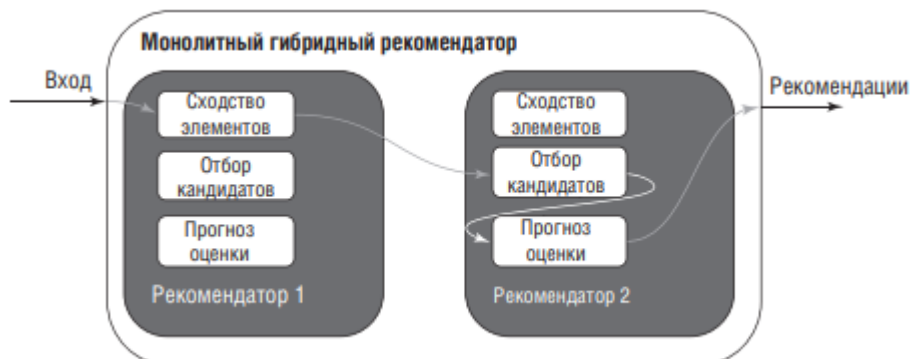 Монолитный гибридный рекомендатор
Вход
Рекомендации
Сходство
элементов
Отбор
кандидатов
Прогноз
оценки
Рекомендатор 1
Сходство
элементов
Отбор
кандидатов
Прогноз
оценки
Рекомендатор 2